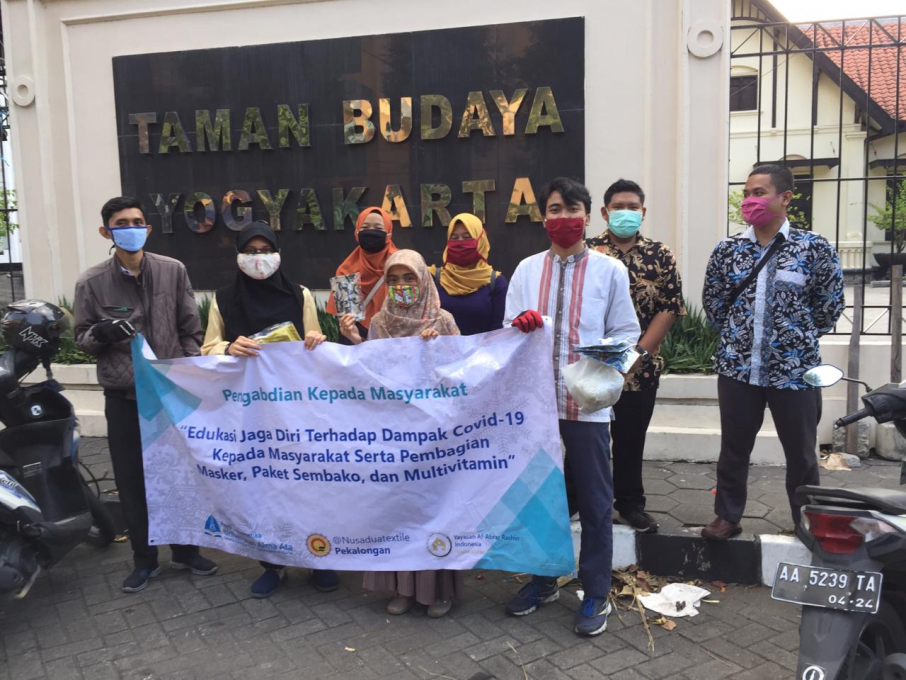 TAMAN BUDAYA
YOGYAKARTA
Pengabdian Kepada Masyarakat
"Edukasi Jaga Diri Terhadap Dampak Covid-19
Kepada Masyarakat Serta Pembagian
Masker, Paket Sembako, dan Multivitamin"
@Nusaduatextile
Pekalongan
Indonesia
AA 5239 TA
04·24